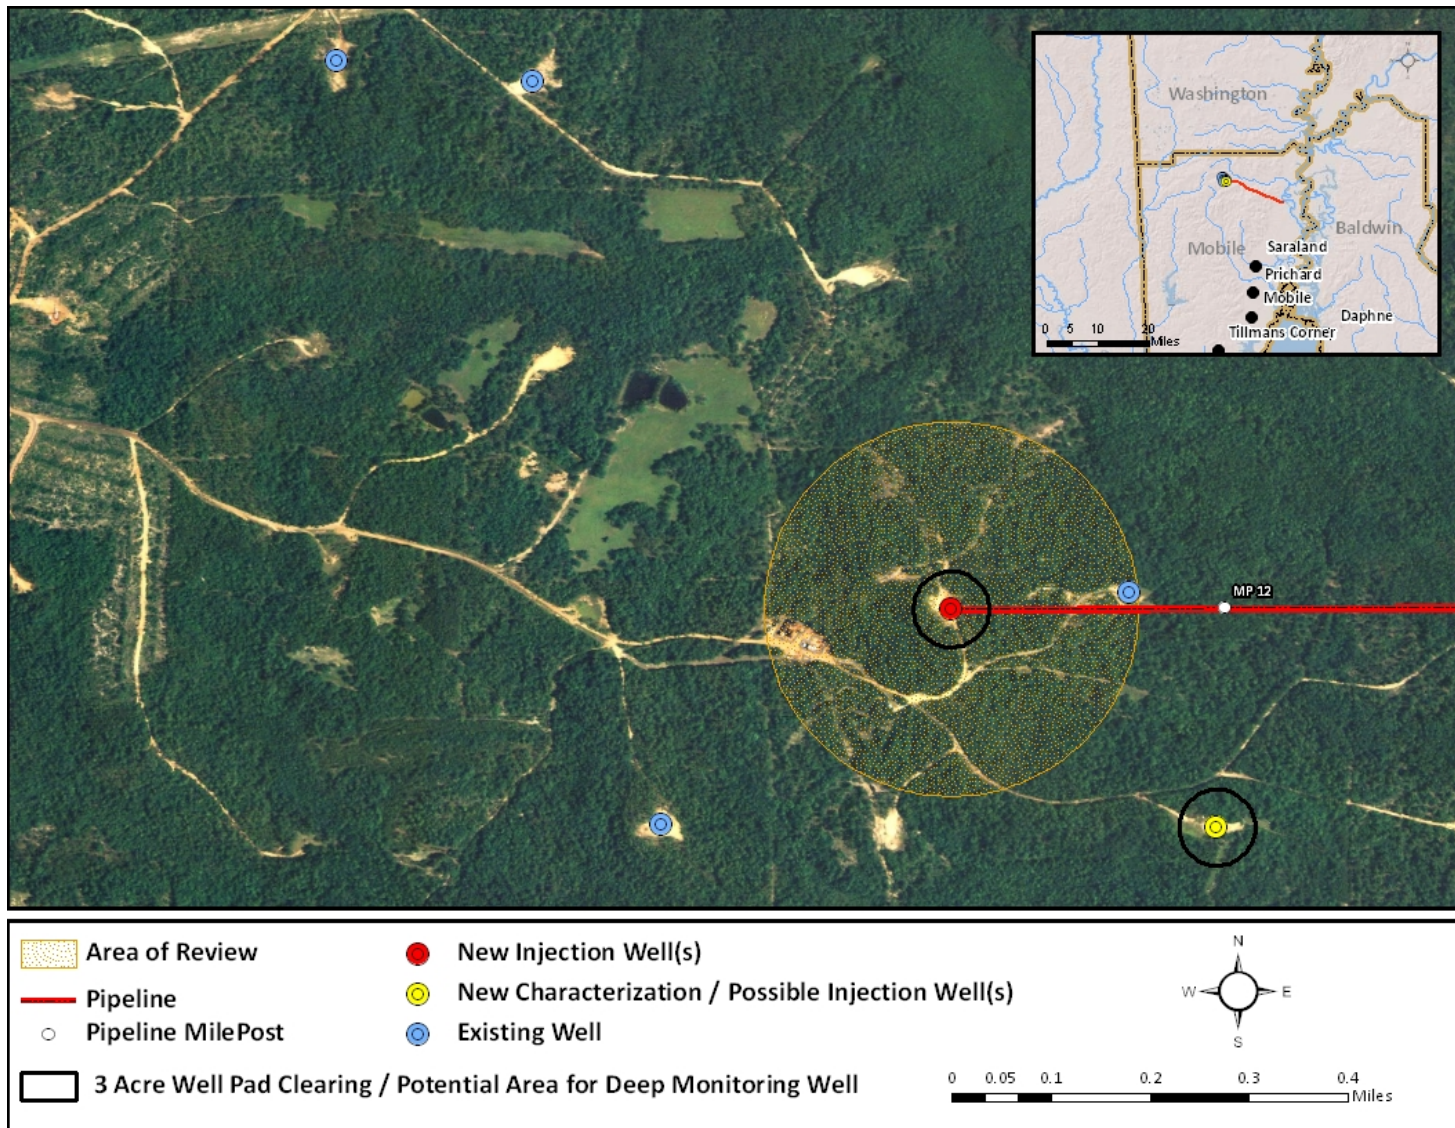 Washington
Baldwin
Mobile
Saraland
Prichard
Mobile
Daphne
Tillmans Corner
0 5 10 20
Miles
MP 12
Area of Review
New Injection Well(s)
Pipeline
New Characterization / Possible Injection Well(s)
Pipeline MilePost
Existing Well
3 Acre Well Pad Clearing / Potential Area for Deep Monitoring Well
N
W E
S
0 0.05 0.1 0.2 0.3 0.4
Miles